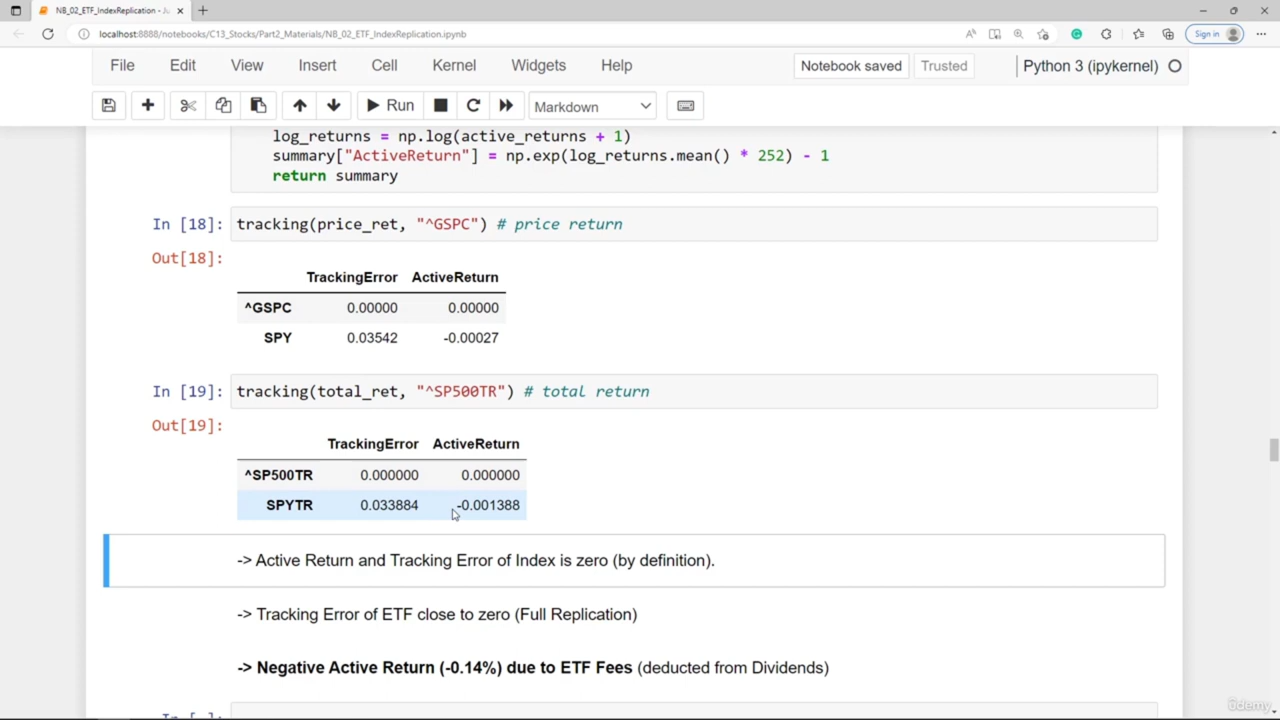 NB_02_ETF_IndexReplication - Ju
localhost:8888/notebooks/C13_Stocks/Part2_Materials/NB_02_ETF_IndexReplication.ipynb
Sign in
File Edit View Insert Cell Kernel Widgets Help
Notebook saved Trusted Python 3 (ipykernel)
Run Markdown
log_returns = np.log(active_returns + 1)
summary["ActiveReturn"] = np.exp(log_returns.mean() * 252) - 1
return summary
In [18]: tracking(price_ret, "^GSPC") # price return
Out[18]:
TrackingError ActiveReturn
^GSPC 0.00000 0.00000
SPY 0.03542 -0.00027
In [19]: tracking(total_ret, "^SP500TR") # total return
Out[19]:
TrackingError ActiveReturn
^SP500TR 0.000000 0.000000
SPYTR 0.033884 -0.001388
-> Active Return and Tracking Error of Index is zero (by definition).
-> Tracking Error of ETF close to zero (Full Replication)
-> Negative Active Return (-0.14%) due to ETF Fees (deducted from Dividends)
udemy